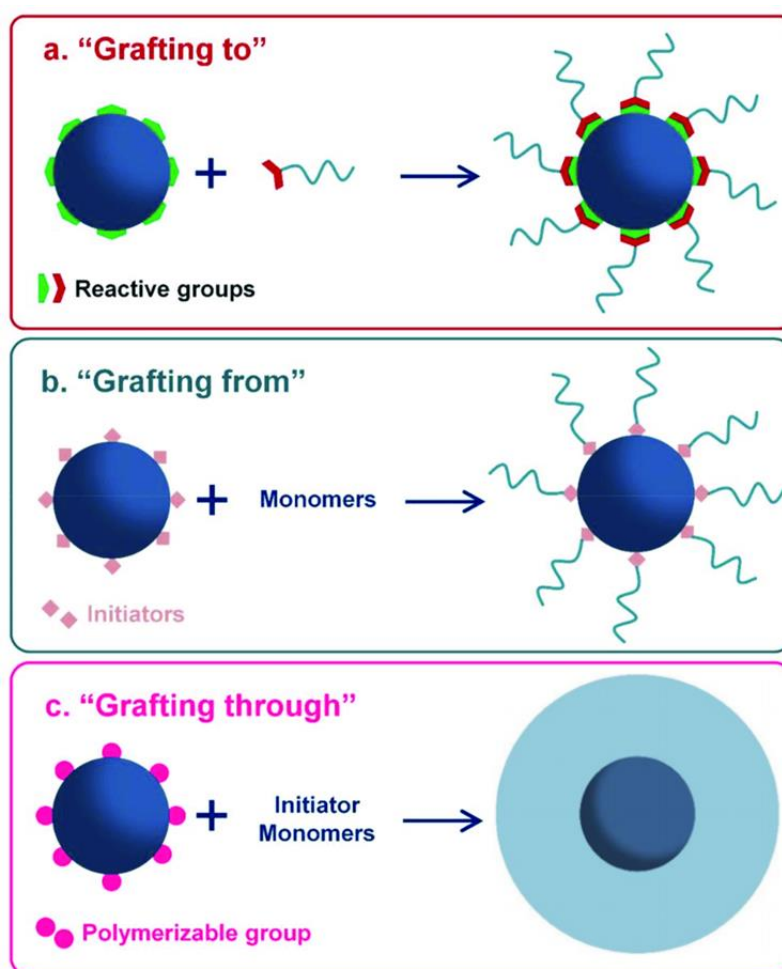 a. “Grafting to”
Reactive groups
b. “Grafting from”
Monomers
Initiators
c. “Grafting through”
Initiator
Monomers
Polymerizable group